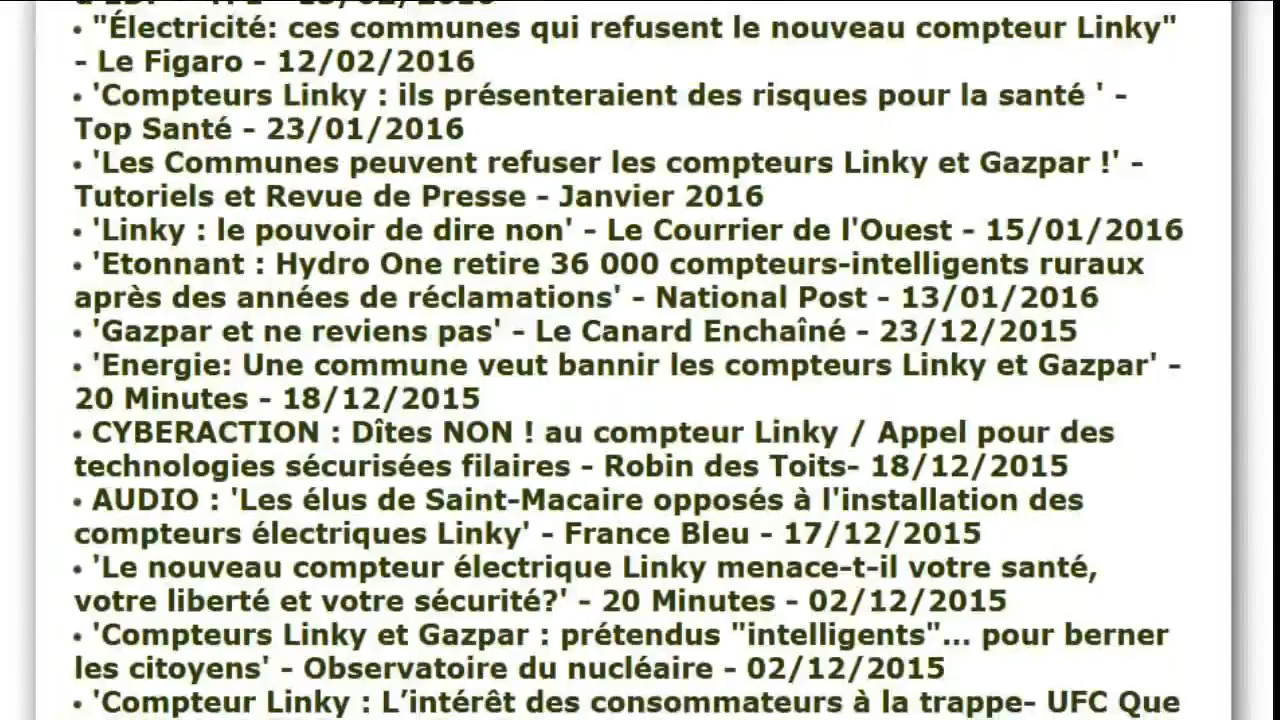 • "Électricité: ces communes qui refusent le nouveau compteur Linky"
- Le Figaro - 12/02/2016
• 'Compteurs Linky : ils présenteraient des risques pour la santé ' -
Top Santé - 23/01/2016
• 'Les Communes peuvent refuser les compteurs Linky et Gazpar !' -
Tutoriels et Revue de Presse - Janvier 2016
• 'Linky : le pouvoir de dire non' - Le Courrier de l'Ouest - 15/01/2016
• 'Etonnant : Hydro One retire 36 000 compteurs-intelligents ruraux
après des années de réclamations' - National Post - 13/01/2016
• 'Gazpar et ne reviens pas' - Le Canard Enchaîné - 23/12/2015
• 'Energie: Une commune veut bannir les compteurs Linky et Gazpar' -
20 Minutes - 18/12/2015
• CYBERACTION : Dîtes NON ! au compteur Linky / Appel pour des
technologies sécurisées filaires - Robin des Toits- 18/12/2015
• AUDIO : 'Les élus de Saint-Macaire opposés à l'installation des
compteurs électriques Linky' - France Bleu - 17/12/2015
• 'Le nouveau compteur électrique Linky menace-t-il votre santé,
votre liberté et votre sécurité?' - 20 Minutes - 02/12/2015
• 'Compteurs Linky et Gazpar : prétendus "intelligents"... pour berner
les citoyens' - Observatoire du nucléaire - 02/12/2015
• 'Compteur Linky : L’intérêt des consommateurs à la trappe- UFC Que